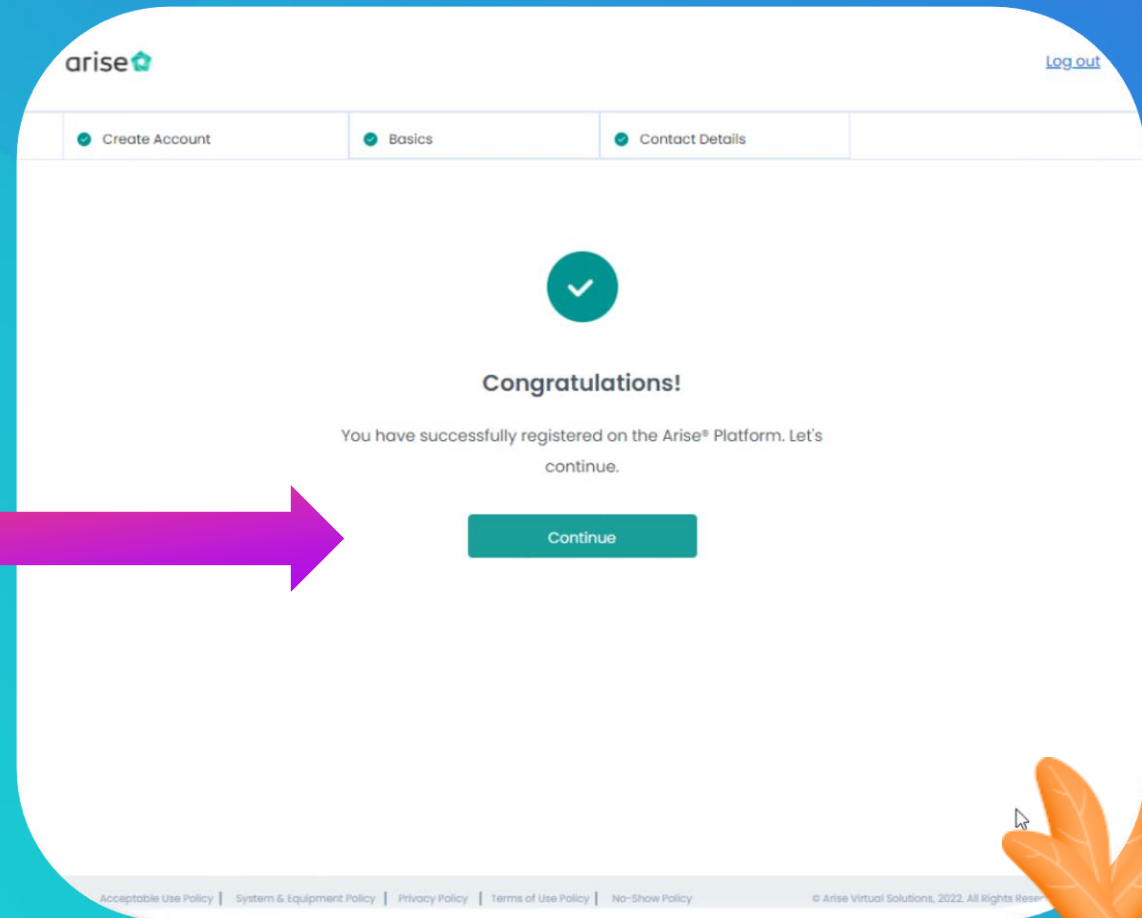 arise
Log out
Create Account
Basics
Contact Details
Congratulations!
You have successfully registered on the Arise® Platform. Let's
continue.
Continue
Acceptable Use Policy | System & Equipment Policy | Privacy Policy | Terms of Use Policy | No-Show Policy
© Arise Virtual Solutions, 2022. All Rights